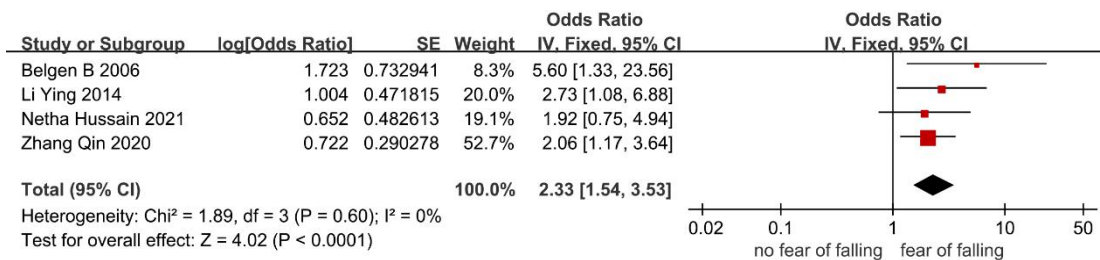 Odds Ratio Odds Ratio
Study or Subgroup log[Odds Ratio] SE Weight IV, Fixed, 95% CI IV, Fixed, 95% CI
Belgen B 2006 1.723 0.732941 8.3% 5.60 [1.33, 23.56]
Li Ying 2014 1.004 0.471815 20.0% 2.73 [1.08, 6.88]
Netha Hussain 2021 0.652 0.482613 19.1% 1.92 [0.75, 4.94]
Zhang Qin 2020 0.722 0.290278 52.7% 2.06 [1.17, 3.64]
Total (95% CI) 100.0% 2.33 [1.54, 3.53]
Heterogeneity: Chi² = 1.89, df = 3 (P = 0.60); I² = 0%
Test for overall effect: Z = 4.02 (P < 0.0001)
0.02 0.1 1 10 50
no fear of falling fear of falling